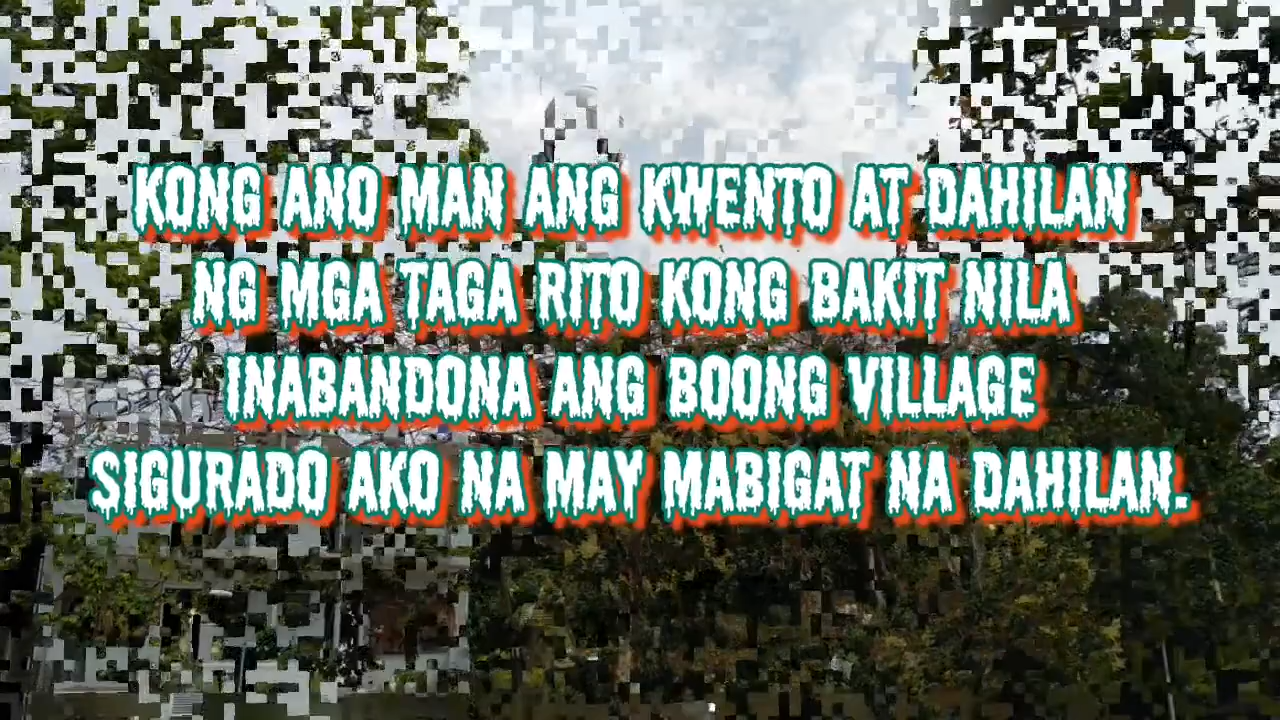 KONG ANO MAN ANG KWENTO AT DAHILAN
NG MGA TAGA RITO KONG BAKIT NILA
INABANDONA ANG BOONG VILLAGE
SIGURADO AKO NA MAY MABIGAT NA DAHILAN.